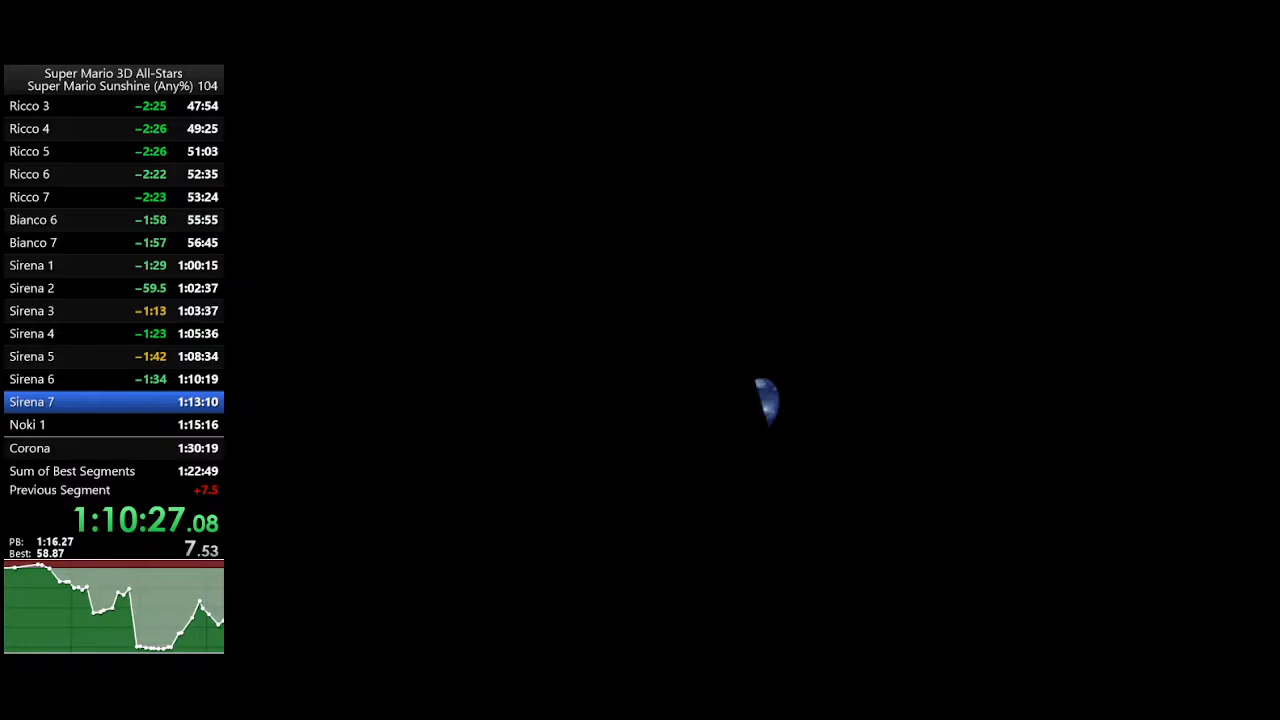 Super Mario 3D All-Stars
Super Mario Sunshine (Any%) 104
Ricco 3 −2:25 47:54
Ricco 4 −2:26 49:25
Ricco 5 −2:26 51:03
Ricco 6 −2:22 52:35
Ricco 7 −2:23 53:24
Bianco 6 −1:58 55:55
Bianco 7 −1:57 56:45
Sirena 1 −1:29 1:00:15
Sirena 2 −59.5 1:02:37
Sirena 3 −1:13 1:03:37
Sirena 4 −1:23 1:05:36
Sirena 5 −1:42 1:08:34
Sirena 6 −1:34 1:10:19
Sirena 7 1:13:10
Noki 1 1:15:16
Corona 1:30:19
Sum of Best Segments 1:22:49
Previous Segment +7.5
1:10:27.08
PB: 1:16.27
Best: 58.87
7.53